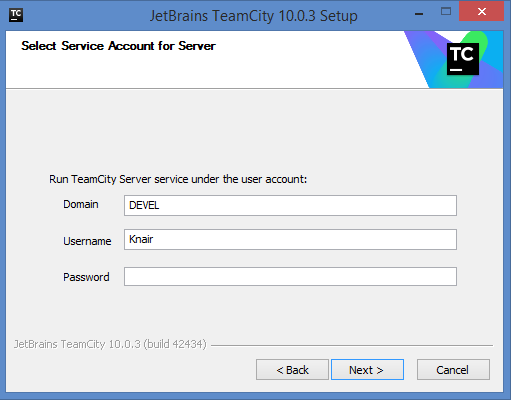 TC
JetBrains TeamCity 10.0.3 Setup
Select Service Account for Server
TC
Run TeamCity Server service under the user account:
Domain
DEVEL
Username
Knair
Password
JetBrains TeamCity 10.0.3 (build 42434)
< Back
Next >
Cancel